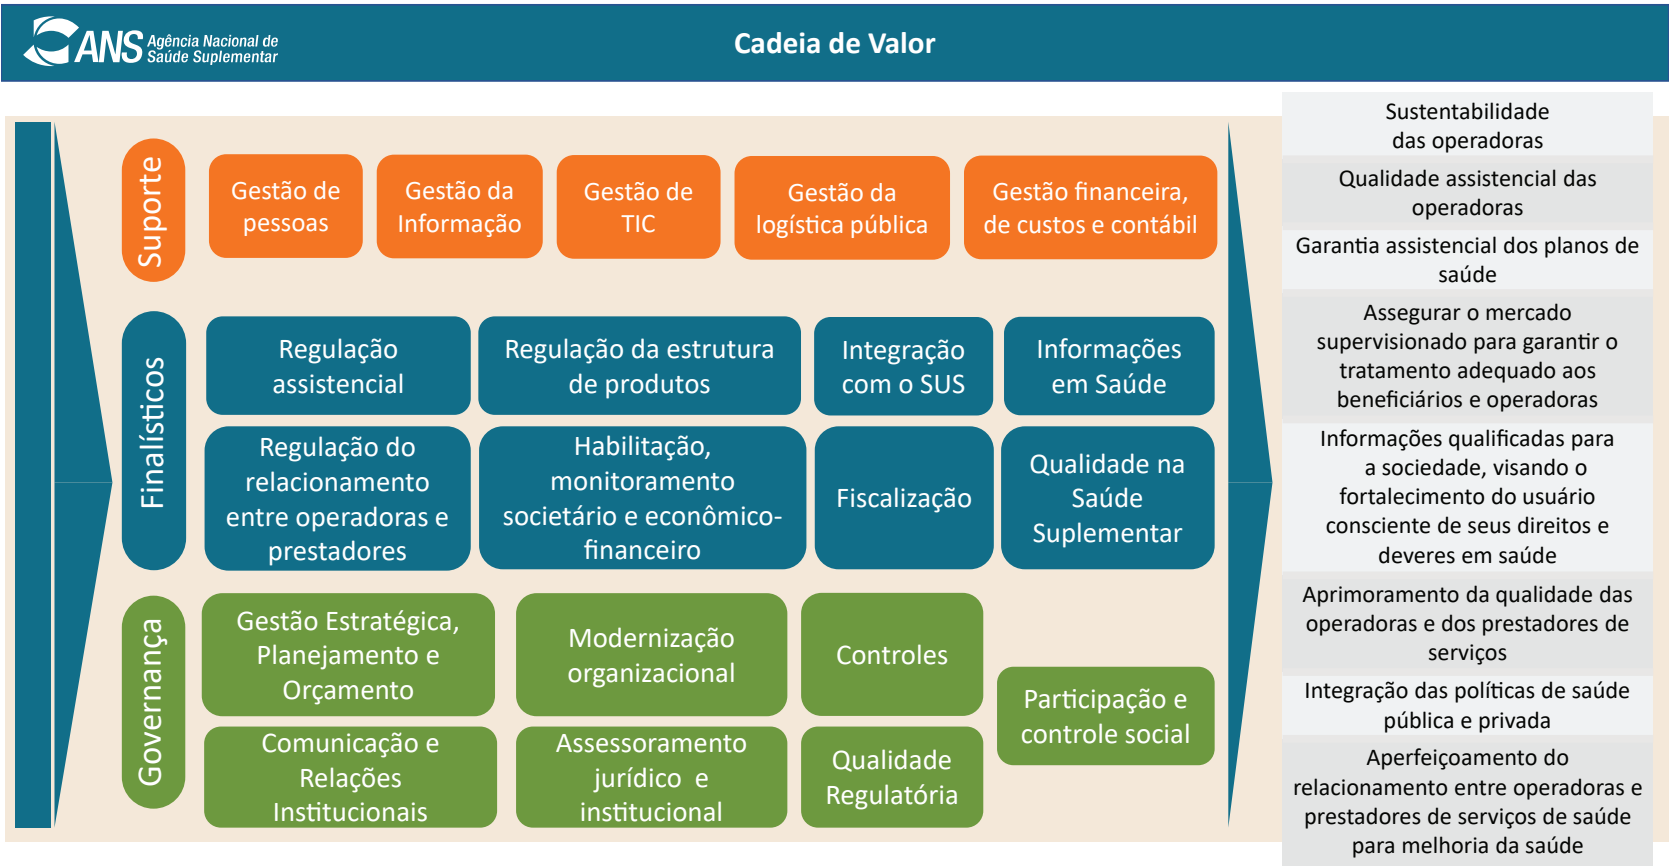 ANS Agência Nacional de
Saúde Suplementar
Cadeia de Valor
Suporte
Gestão de
pessoas
Gestão da
Informação
Gestão de
TIC
Gestão da
logística pública
Gestão financeira,
de custos e contábil
Finalísticos
Regulação
assistencial
Regulação da estrutura
de produtos
Integração
com o SUS
Informações
em Saúde
Regulação do
relacionamento
entre operadoras e
prestadores
Habilitação,
monitoramento
societário e econômico-
financeiro
Fiscalização
Qualidade na
Saúde
Suplementar
Governança
Gestão Estratégica,
Planejamento e
Orçamento
Modernização
organizacional
Controles
Participação e
controle social
Comunicação e
Relações
Institucionais
Assessoramento
jurídico e
institucional
Qualidade
Regulatória
Sustentabilidade
das operadoras
Qualidade assistencial das
operadoras
Garantia assistencial dos planos de
saúde
Assegurar o mercado
supervisionado para garantir o
tratamento adequado aos
beneficiários e operadoras
Informações qualificadas para
a sociedade, visando o
fortalecimento do usuário
consciente de seus direitos e
deveres em saúde
Aprimoramento da qualidade das
operadoras e dos prestadores de
serviços
Integração das políticas de saúde
pública e privada
Aperfeiçoamento do
relacionamento entre operadoras e
prestadores de serviços de saúde
para melhoria da saúde